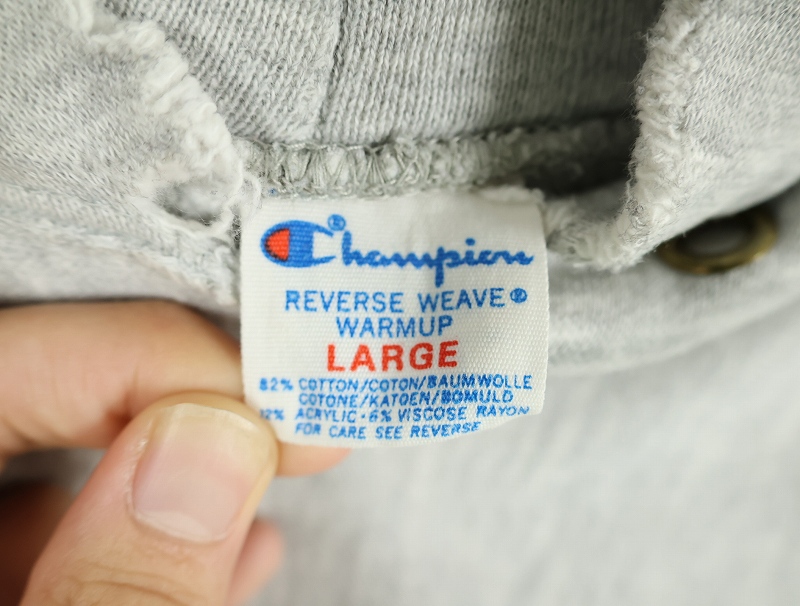 Champion®
REVERSE WEAVE®
WARMUP
LARGE
82% COTTON/COTON/BAUMWOLLE
COTONE/KATOEN/BOMULD
12% ACRYLIC·6% VISCOSE RAYON
FOR CARE SEE REVERSE